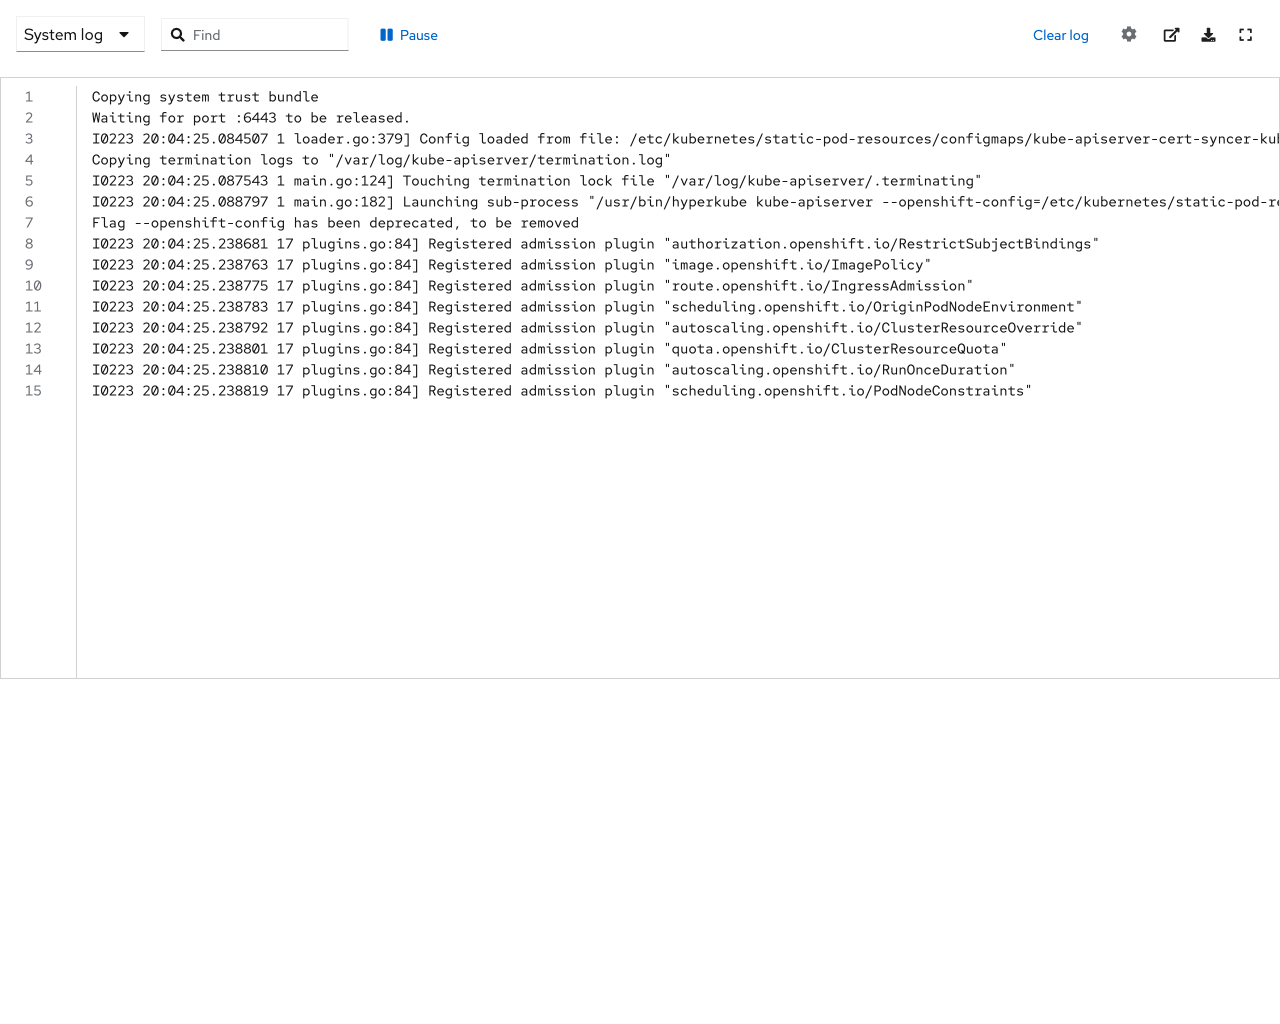 System log
Find
Pause
Clear log
1 Copying system trust bundle
2 Waiting for port :6443 to be released.
3 I0223 20:04:25.084507 1 loader.go:379] Config loaded from file: /etc/kubernetes/static-pod-resources/configmaps/kube-apiserver-cert-syncer-kub
4 Copying termination logs to "/var/log/kube-apiserver/termination.log"
5 I0223 20:04:25.087543 1 main.go:124] Touching termination lock file "/var/log/kube-apiserver/.terminating"
6 I0223 20:04:25.088797 1 main.go:182] Launching sub-process "/usr/bin/hyperkube kube-apiserver --openshift-config=/etc/kubernetes/static-pod-re
7 Flag --openshift-config has been deprecated, to be removed
8 I0223 20:04:25.238681 17 plugins.go:84] Registered admission plugin "authorization.openshift.io/RestrictSubjectBindings"
9 I0223 20:04:25.238763 17 plugins.go:84] Registered admission plugin "image.openshift.io/ImagePolicy"
10 I0223 20:04:25.238775 17 plugins.go:84] Registered admission plugin "route.openshift.io/IngressAdmission"
11 I0223 20:04:25.238783 17 plugins.go:84] Registered admission plugin "scheduling.openshift.io/OriginPodNodeEnvironment"
12 I0223 20:04:25.238792 17 plugins.go:84] Registered admission plugin "autoscaling.openshift.io/ClusterResourceOverride"
13 I0223 20:04:25.238801 17 plugins.go:84] Registered admission plugin "quota.openshift.io/ClusterResourceQuota"
14 I0223 20:04:25.238810 17 plugins.go:84] Registered admission plugin "autoscaling.openshift.io/RunOnceDuration"
15 I0223 20:04:25.238819 17 plugins.go:84] Registered admission plugin "scheduling.openshift.io/PodNodeConstraints"